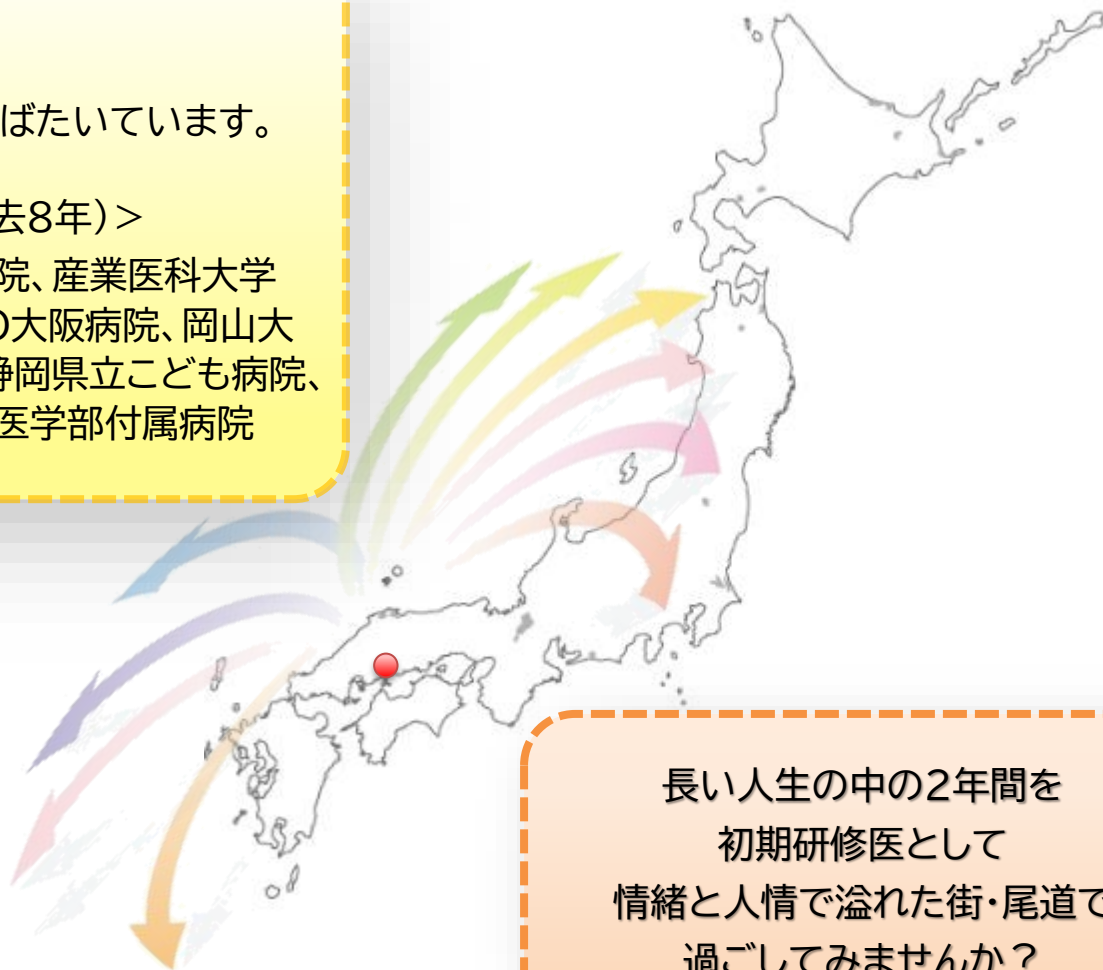 ばたいています。
去8年）＞
院、産業医科大学
大阪病院、岡山大
静岡県立こども病院、
医学部付属病院
長い人生の中の2年間を
初期研修医として
情緒と人情で溢れた街・尾道で
過ごしてみませんか？